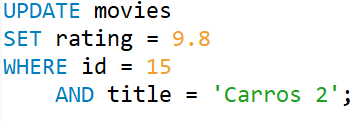 UPDATE movies
SET rating = 9.8
WHERE id = 15
    AND title = 'Carros 2';